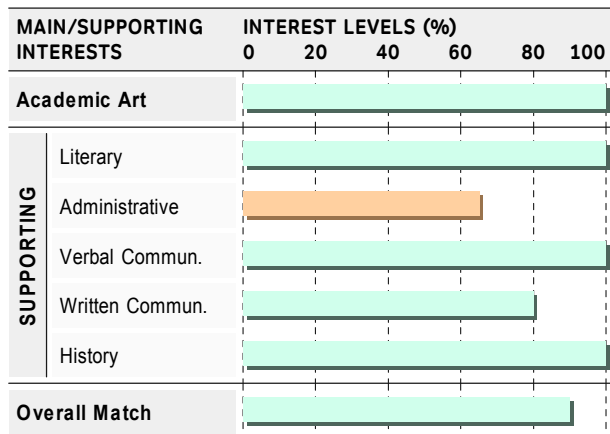 MAIN/SUPPORTING INTERESTS
INTEREST LEVELS (%)
0 20 40 60 80 100
Academic Art
SUPPORTING
Literary
Administrative
Verbal Commun.
Written Commun.
History
Overall Match